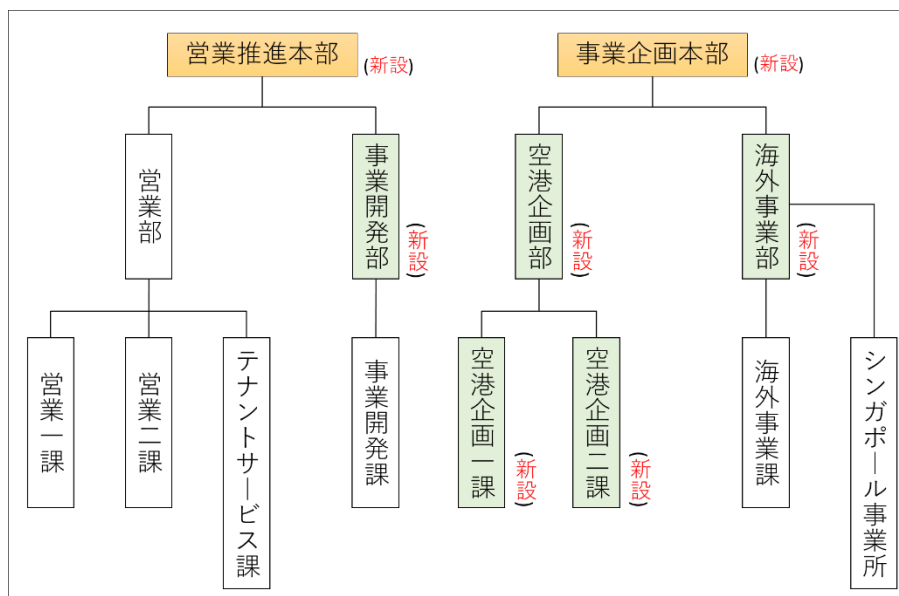 営業推進本部
(新設)
事業企画本部
(新設)
営業部
事業開発部
(新設)
空港企画部
(新設)
海外事業部
(新設)
営業一課
営業二課
テナントサービス課
事業開発課
空港企画一課
(新設)
空港企画二課
(新設)
海外事業課
シンガポール事業所